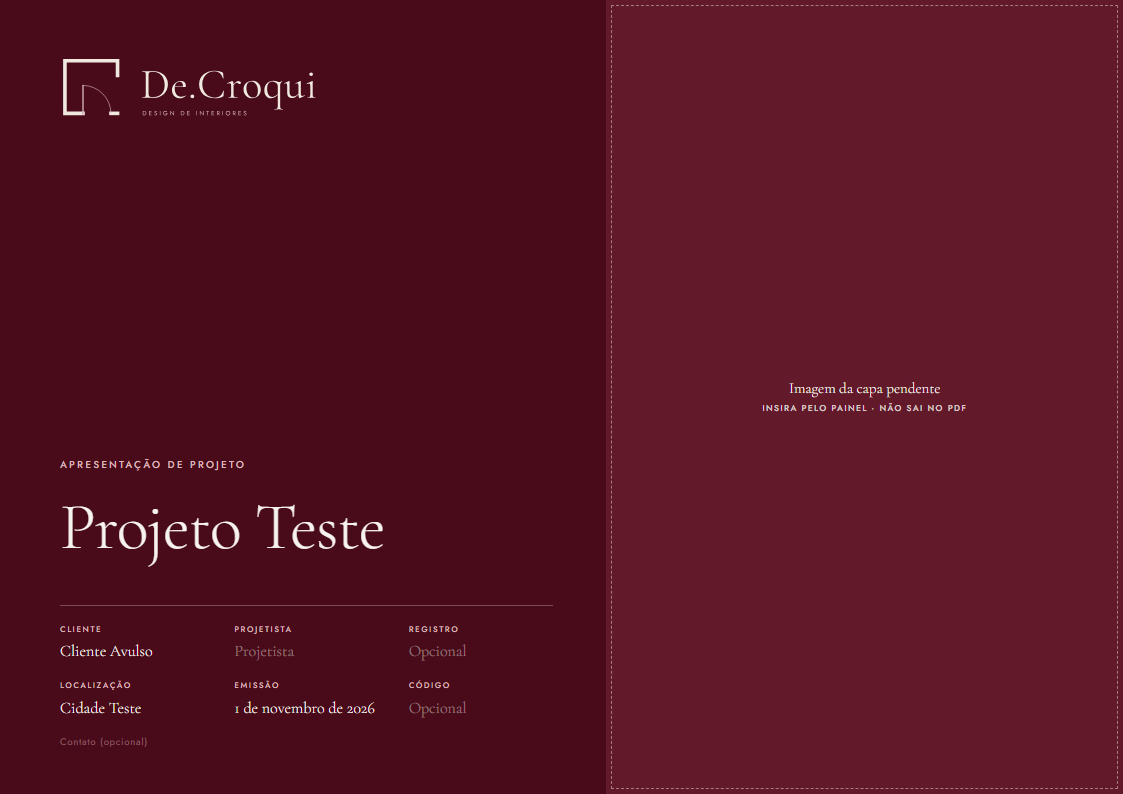 De.Croqui
DESIGN DE INTERIORES
APRESENTAÇÃO DE PROJETO
Projeto Teste
CLIENTE PROJETISTA REGISTRO
Cliente Avulso Projetista Opcional
LOCALIZAÇÃO EMISSÃO CÓDIGO
Cidade Teste 1 de novembro de 2026 Opcional
Contato (opcional)
Imagem da capa pendente
INSIRA PELO PAINEL · NÃO SAI NO PDF